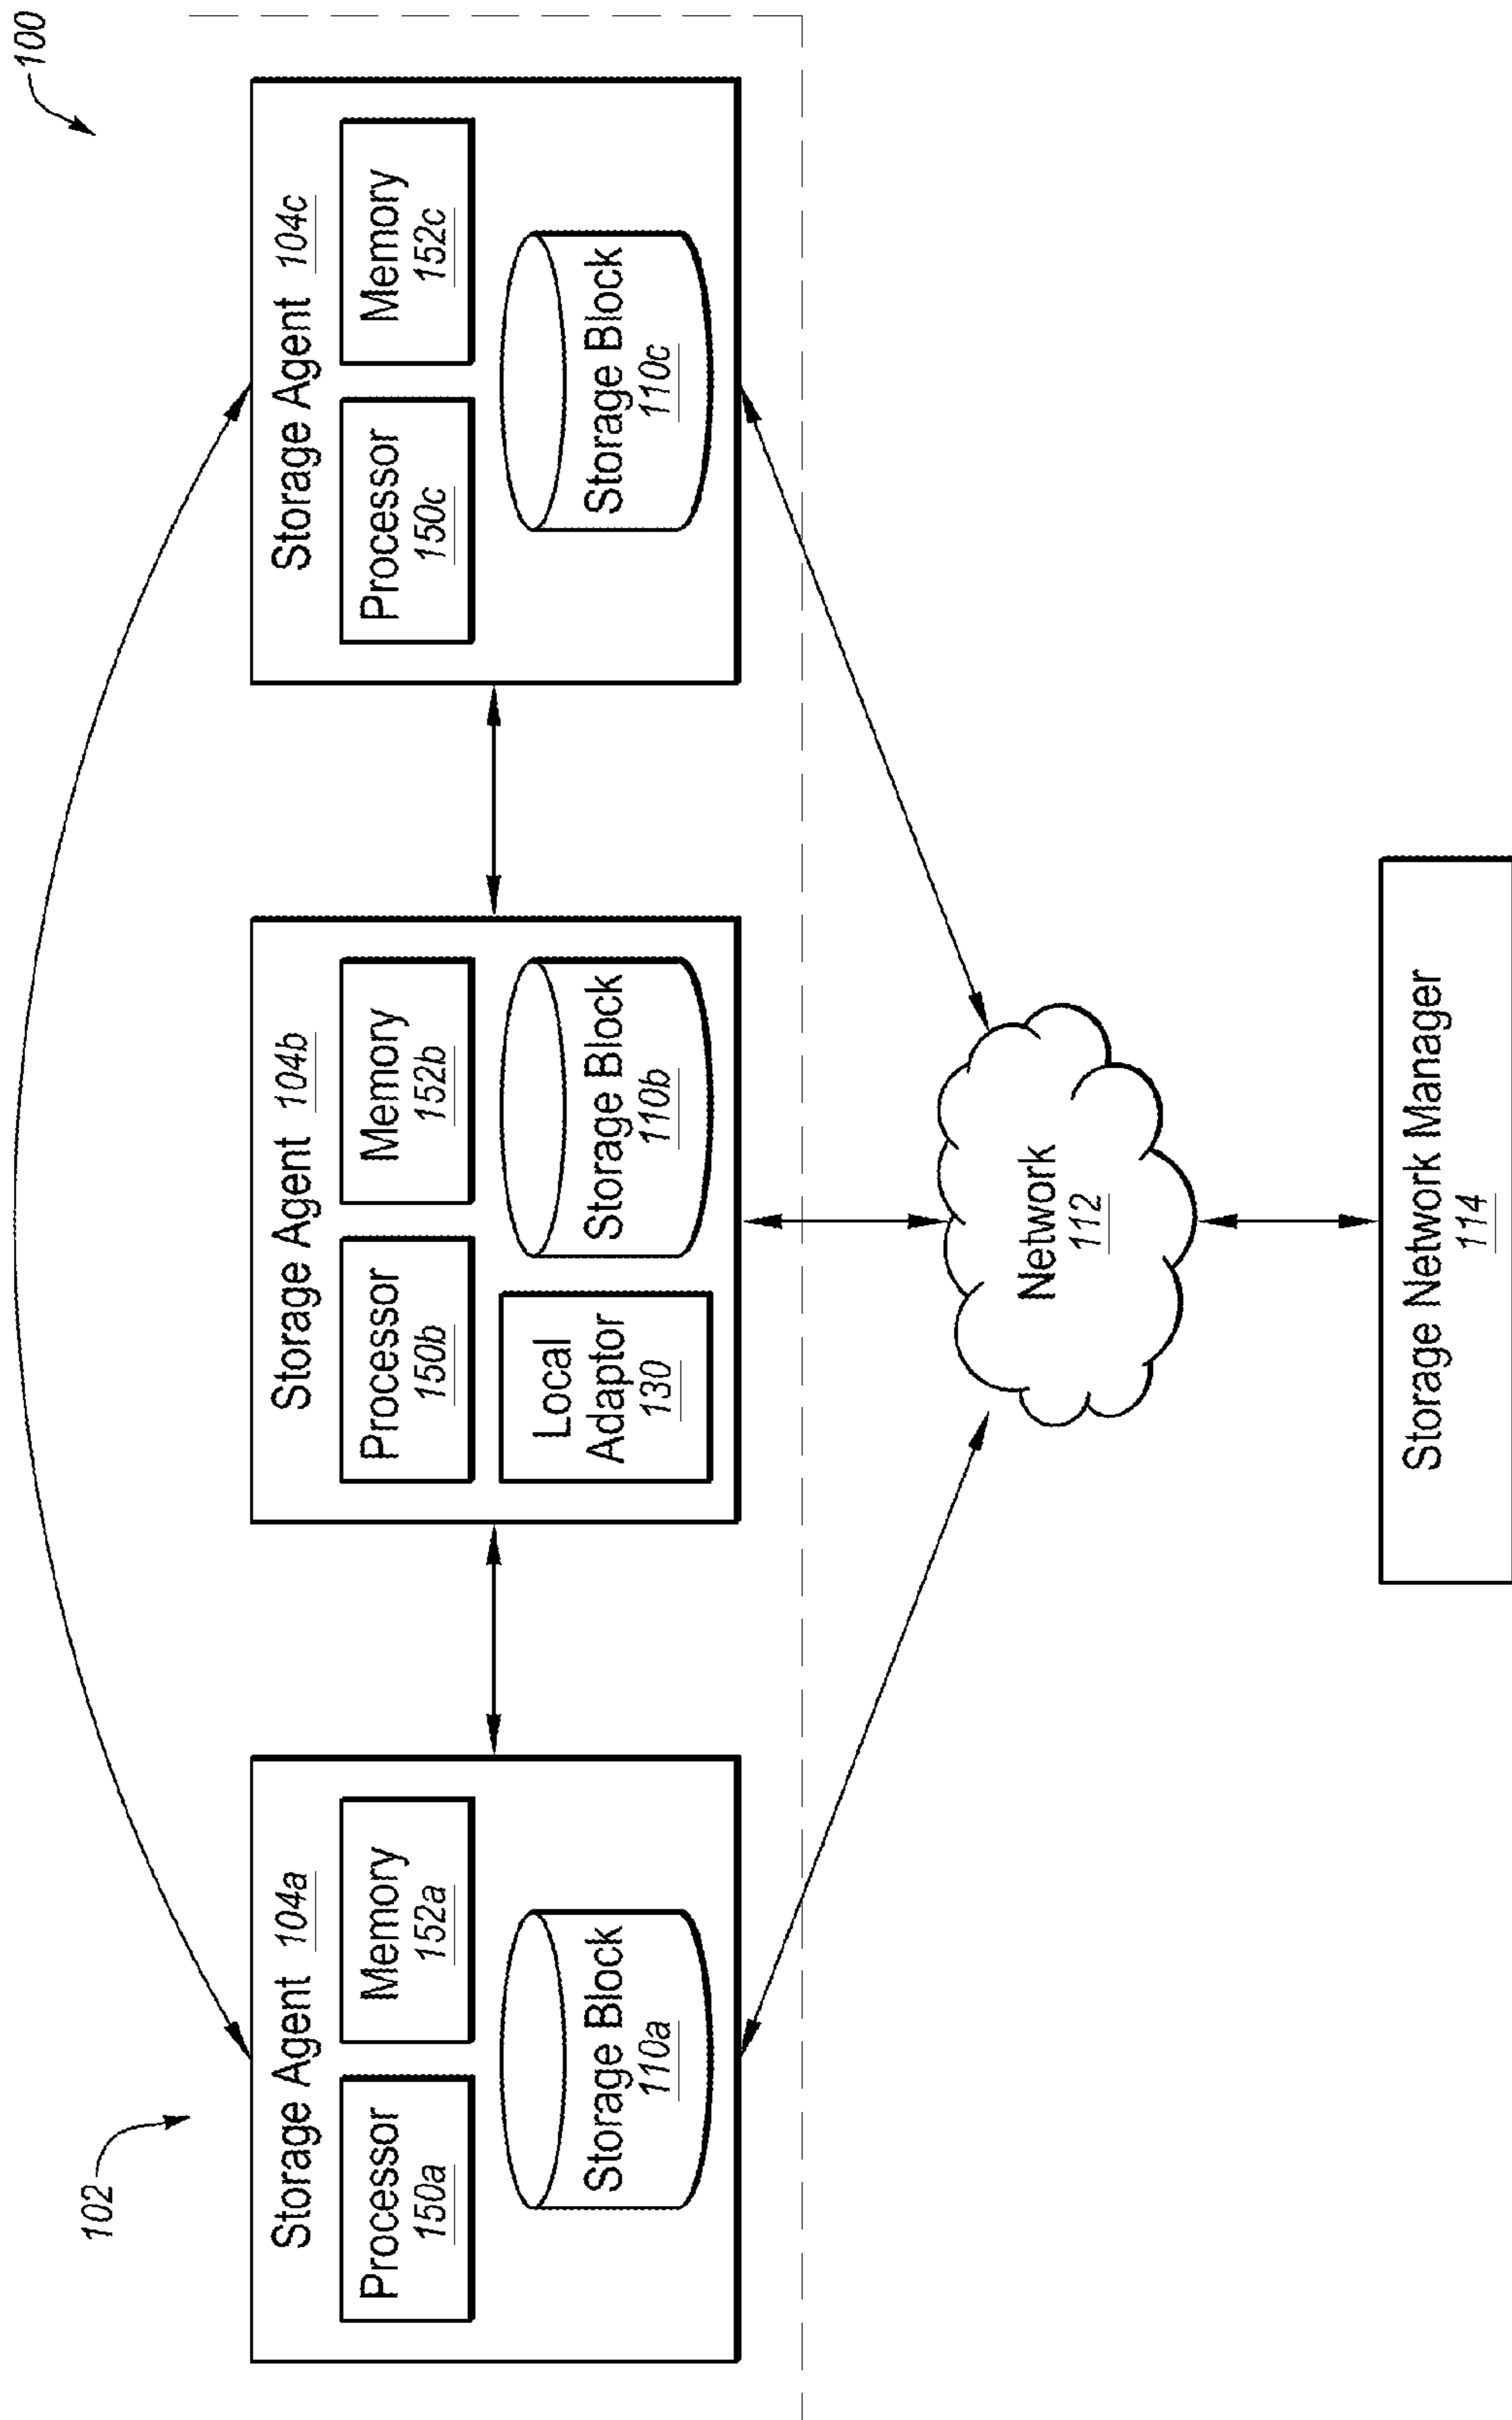 100
102
Storage Agent 104a
Processor
150a
Memory
152a
Storage Block
110a
Storage Agent 104b
Processor
150b
Memory
152b
Local
Adaptor
130
Storage Block
110b
Storage Agent 104c
Processor
150c
Memory
152c
Storage Block
110c
Network
112
Storage Network Manager
114